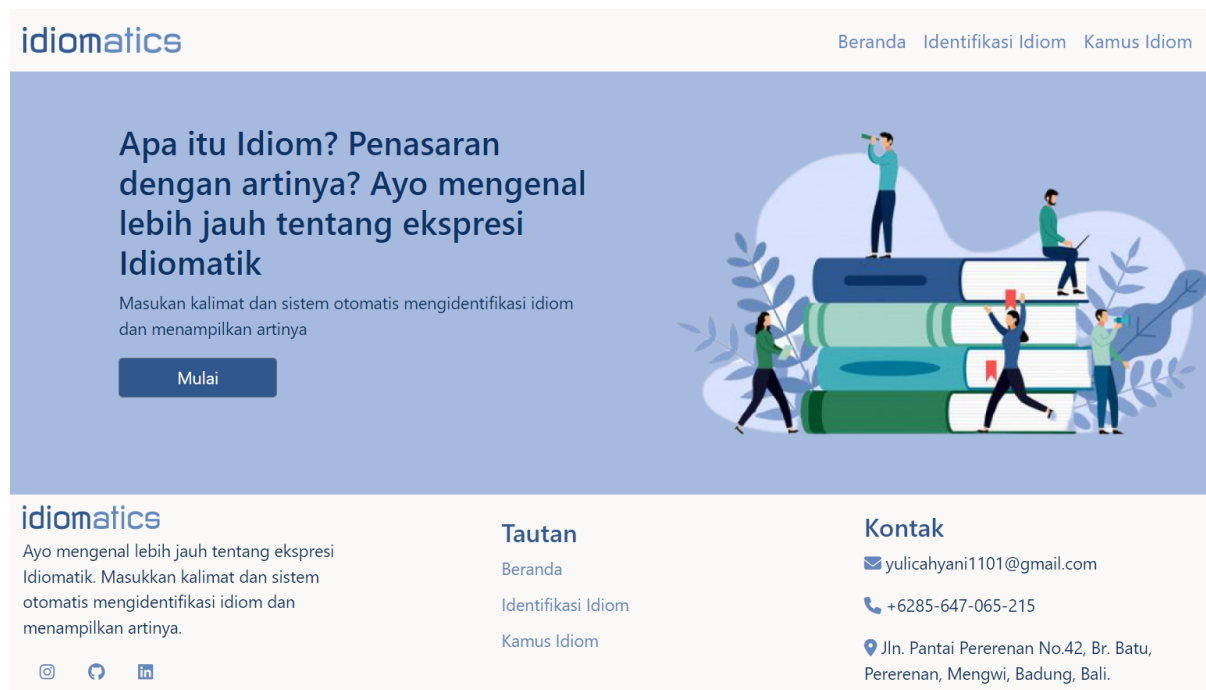 idiomatics
Beranda Identifikasi Idiom Kamus Idiom
Apa itu Idiom? Penasaran
dengan artinya? Ayo mengenal
lebih jauh tentang ekspresi
Idiomatik
Masukan kalimat dan sistem otomatis mengidentifikasi idiom
dan menampilkan artinya
Mulai
idiomatics
Ayo mengenal lebih jauh tentang ekspresi
Idiomatik. Masukkan kalimat dan sistem
otomatis mengidentifikasi idiom dan
menampilkan artinya.
Tautan
Beranda
Identifikasi Idiom
Kamus Idiom
Kontak
yulicahyani1101@gmail.com
+6285-647-065-215
Jln. Pantai Pererenan No.42, Br. Batu,
Pererenan, Mengwi, Badung, Bali.